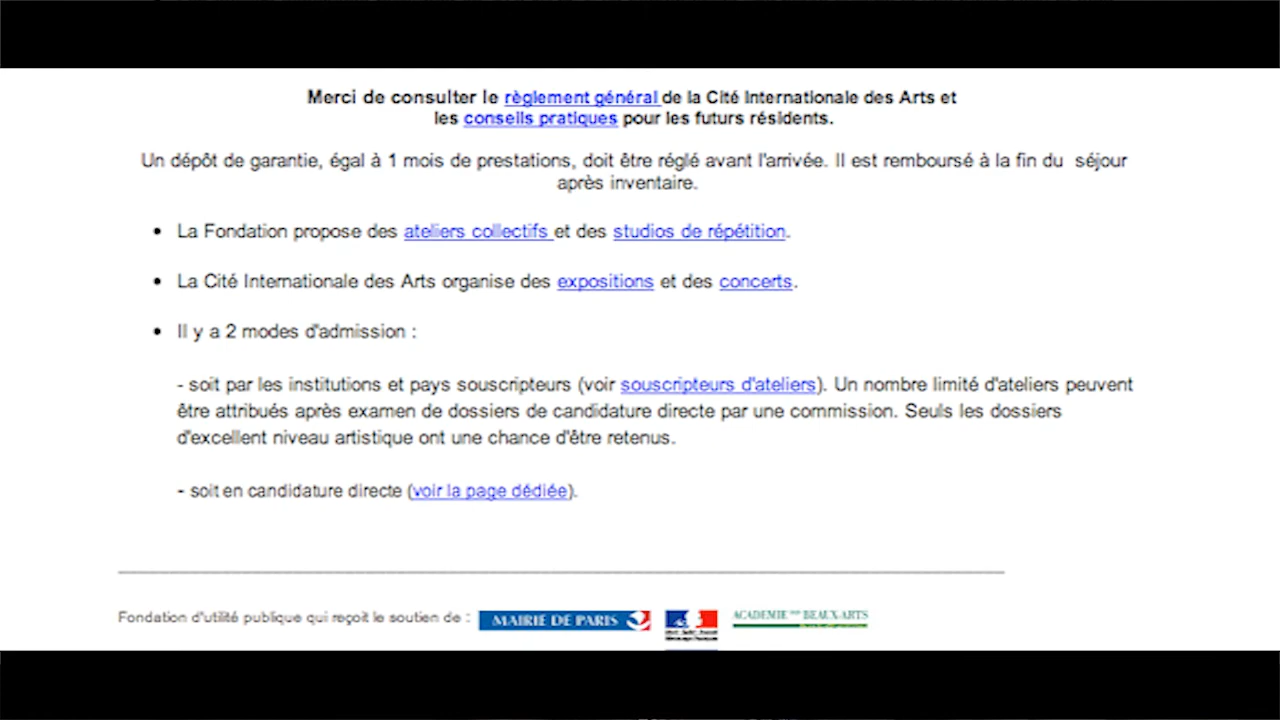 Merci de consulter le règlement général de la Cité Internationale des Arts et
les conseils pratiques pour les futurs résidents.
Un dépôt de garantie, égal à 1 mois de prestations, doit être réglé avant l'arrivée. Il est remboursé à la fin du séjour
après inventaire.
• La Fondation propose des ateliers collectifs et des studios de répétition.
• La Cité Internationale des Arts organise des expositions et des concerts.
• Il y a 2 modes d'admission :
- soit par les institutions et pays souscripteurs (voir souscripteurs d'ateliers). Un nombre limité d'ateliers peuvent
être attribués après examen de dossiers de candidature directe par une commission. Seuls les dossiers
d'excellent niveau artistique ont une chance d'être retenus.
- soit en candidature directe (voir la page dédiée).
Fondation d'utilité publique qui reçoit le soutien de : MAIRIE DE PARIS ACADEMIE DES BEAUX-ARTS